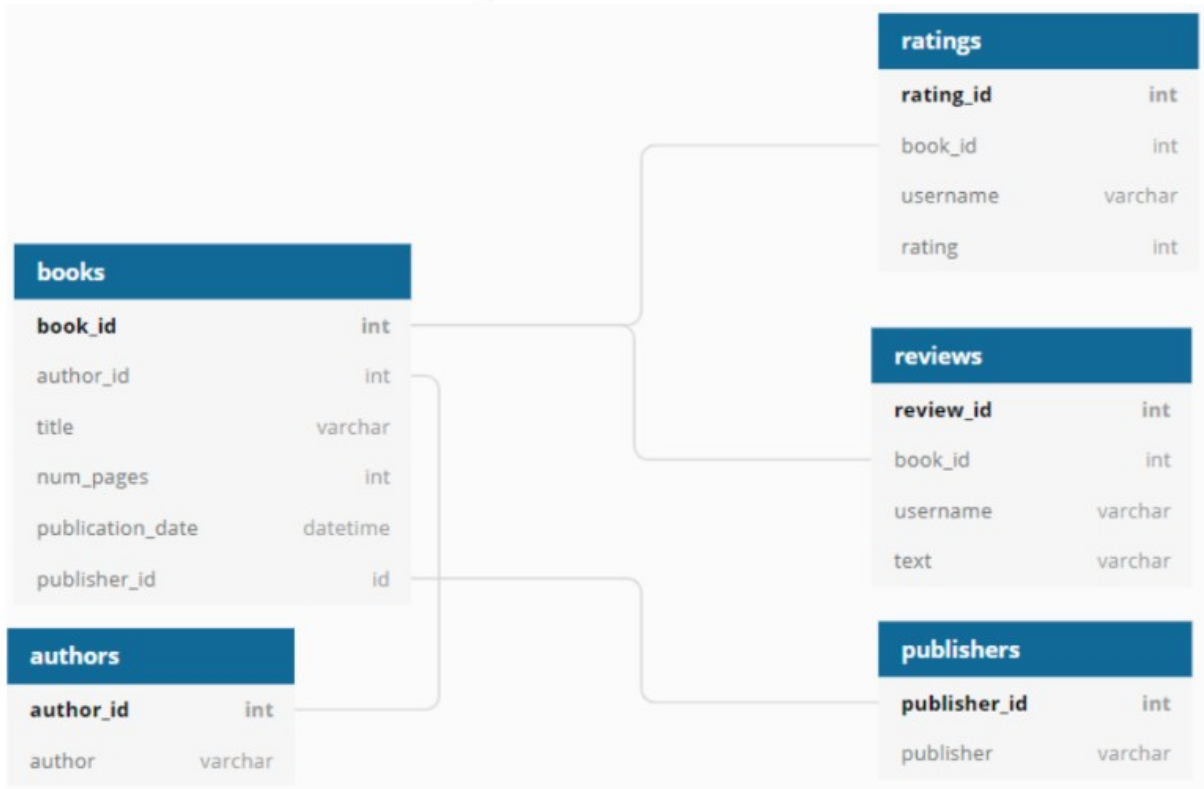 ratings
rating_id int
book_id int
username varchar
rating int
books
book_id int
author_id int
title varchar
num_pages int
publication_date datetime
publisher_id id
reviews
review_id int
book_id int
username varchar
text varchar
authors
author_id int
author varchar
publishers
publisher_id int
publisher varchar